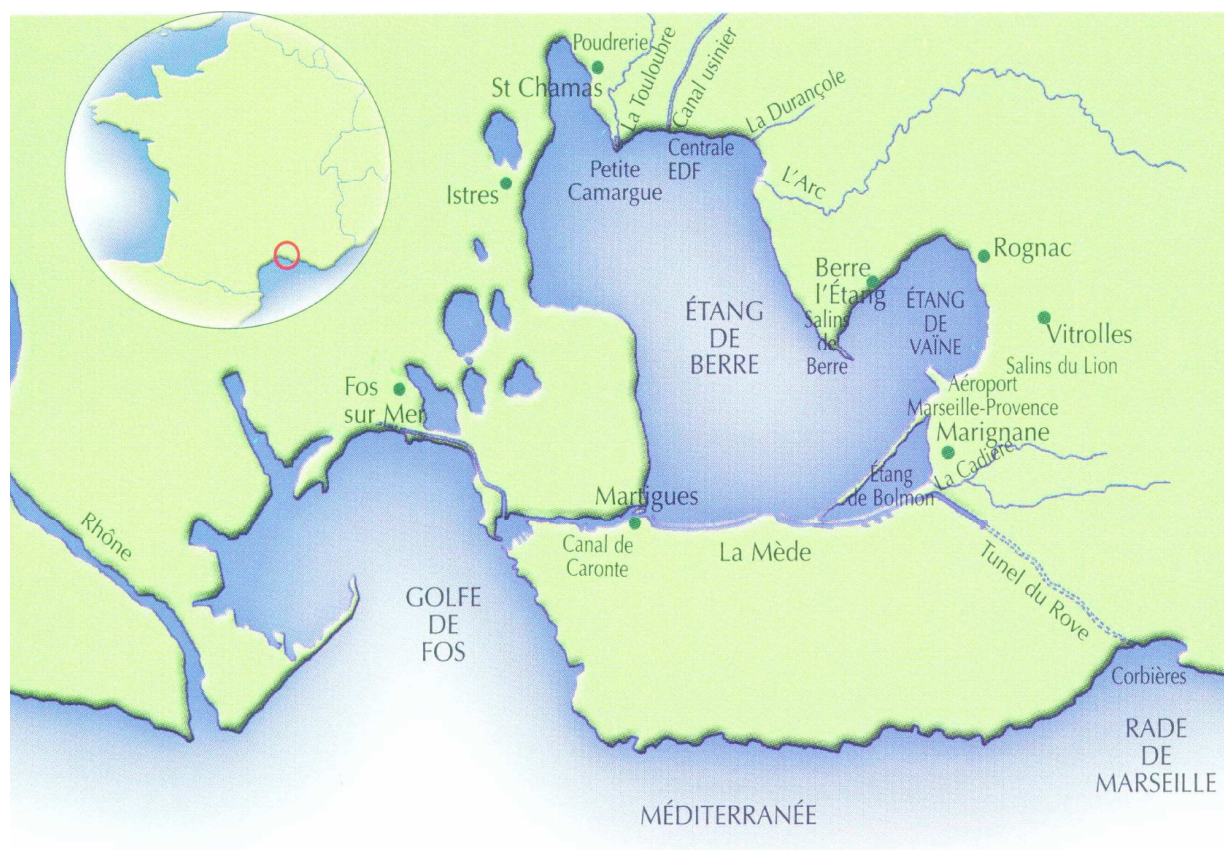 Poudrerie
St Chamas
La Touloubre
Canal usinier
La Durançole
Petite
Camargue
Centrale
EDF
L'Arc
Istres
Rognac
Berre
l'Étang
Salins
de
Berre
ÉTANG
DE
VAÏNE
ÉTANG
DE
BERRE
Vitrolles
Salins du Lion
Fos
sur Mer
Aéroport
Marseille-Provence
Marignane
La Cadière
Étang
de Bolmon
Martigues
Canal de
Caronte
La Mède
Rhône
Tunel du Rove
GOLFE
DE
FOS
Corbières
RADE
DE
MARSEILLE
MÉDITERRANÉE